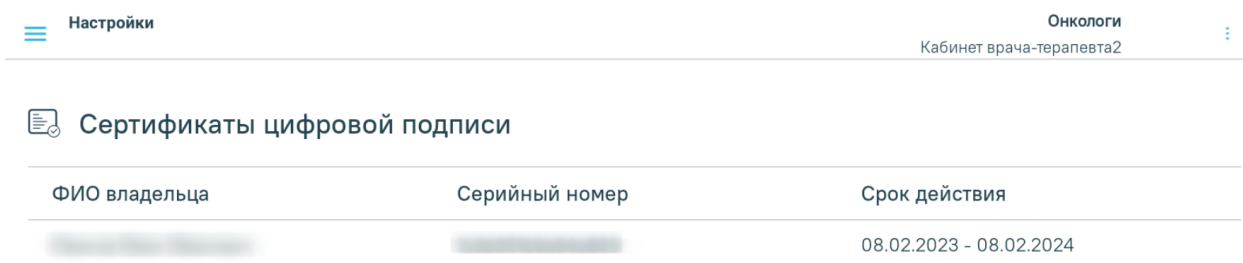 Настройки
Онкологи
Кабинет врача-терапевта2
Сертификаты цифровой подписи
ФИО владельца Серийный номер Срок действия
08.02.2023 - 08.02.2024